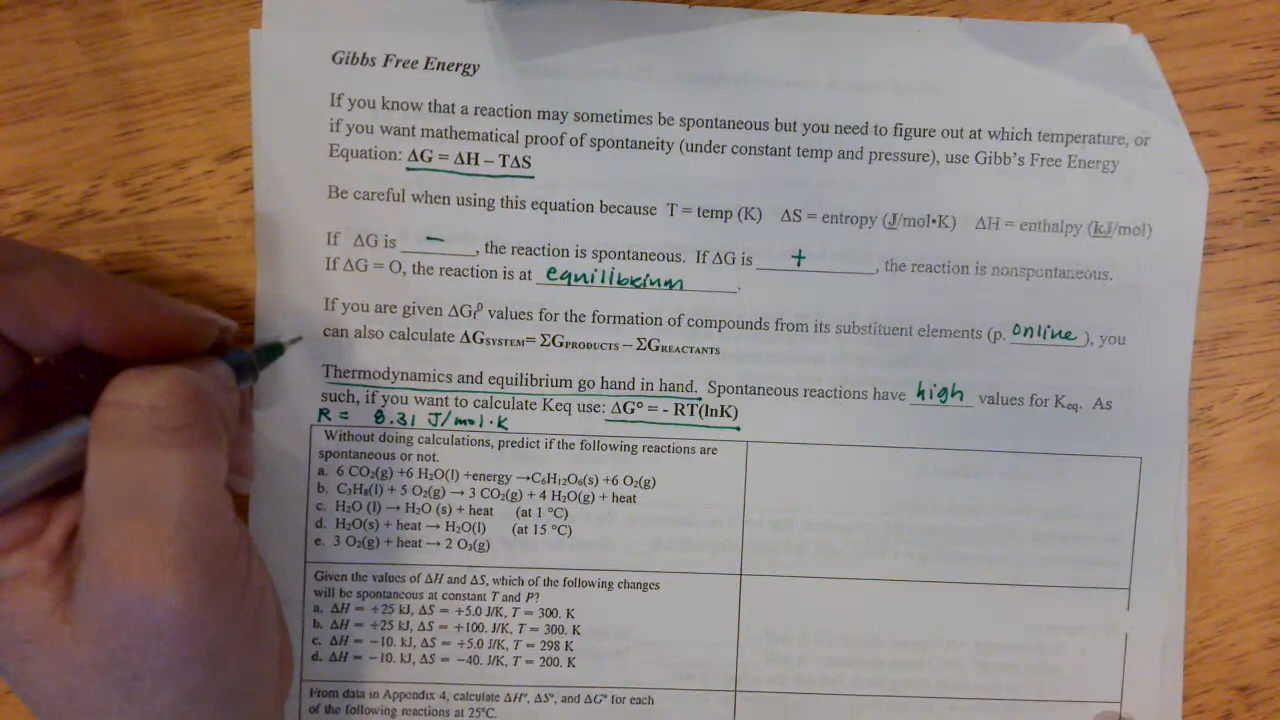 Gibbs Free Energy
If you know that a reaction may sometimes be spontaneous but you need to figure out at which temperature, or
if you want mathematical proof of spontaneity (under constant temp and pressure), use Gibb's Free Energy
Equation: ΔG = ΔH – TΔS
Be careful when using this equation because T = temp (K) ΔS = entropy (J/mol•K) ΔH = enthalpy (kJ/mol)
If ΔG is –, the reaction is spontaneous. If ΔG is +, the reaction is nonspontaneous.
If ΔG = O, the reaction is at equilibrium.
If you are given ΔGf⁰ values for the formation of compounds from its substituent elements (p. online), you
can also calculate ΔGSYSTEM= ΣGPRODUCTS – ΣGREACTANTS
Thermodynamics and equilibrium go hand in hand. Spontaneous reactions have high values for Keq. As
such, if you want to calculate Keq use: ΔG° = - RT(lnK)
R = 8.31 J/mol·K
Without doing calculations, predict if the following reactions are
spontaneous or not.
a. 6 CO₂(g) +6 H₂O(l) +energy →C₆H₁₂O₆(s) +6 O₂(g)
b. C₃H₈(l) + 5 O₂(g) → 3 CO₂(g) + 4 H₂O(g) + heat
c. H₂O (l) → H₂O (s) + heat (at 1 °C)
d. H₂O(s) + heat → H₂O(l) (at 15 °C)
e. 3 O₂(g) + heat → 2 O₃(g)
Given the values of ΔH and ΔS, which of the following changes
will be spontaneous at constant T and P?
a. ΔH = +25 kJ, ΔS = +5.0 J/K, T = 300. K
b. ΔH = +25 kJ, ΔS = +100. J/K, T = 300. K
c. ΔH = −10. kJ, ΔS = +5.0 J/K, T = 298 K
d. ΔH = −10. kJ, ΔS = −40. J/K, T = 200. K
From data in Appendix 4, calculate ΔH°, ΔS°, and ΔG° for each
of the following reactions at 25°C.